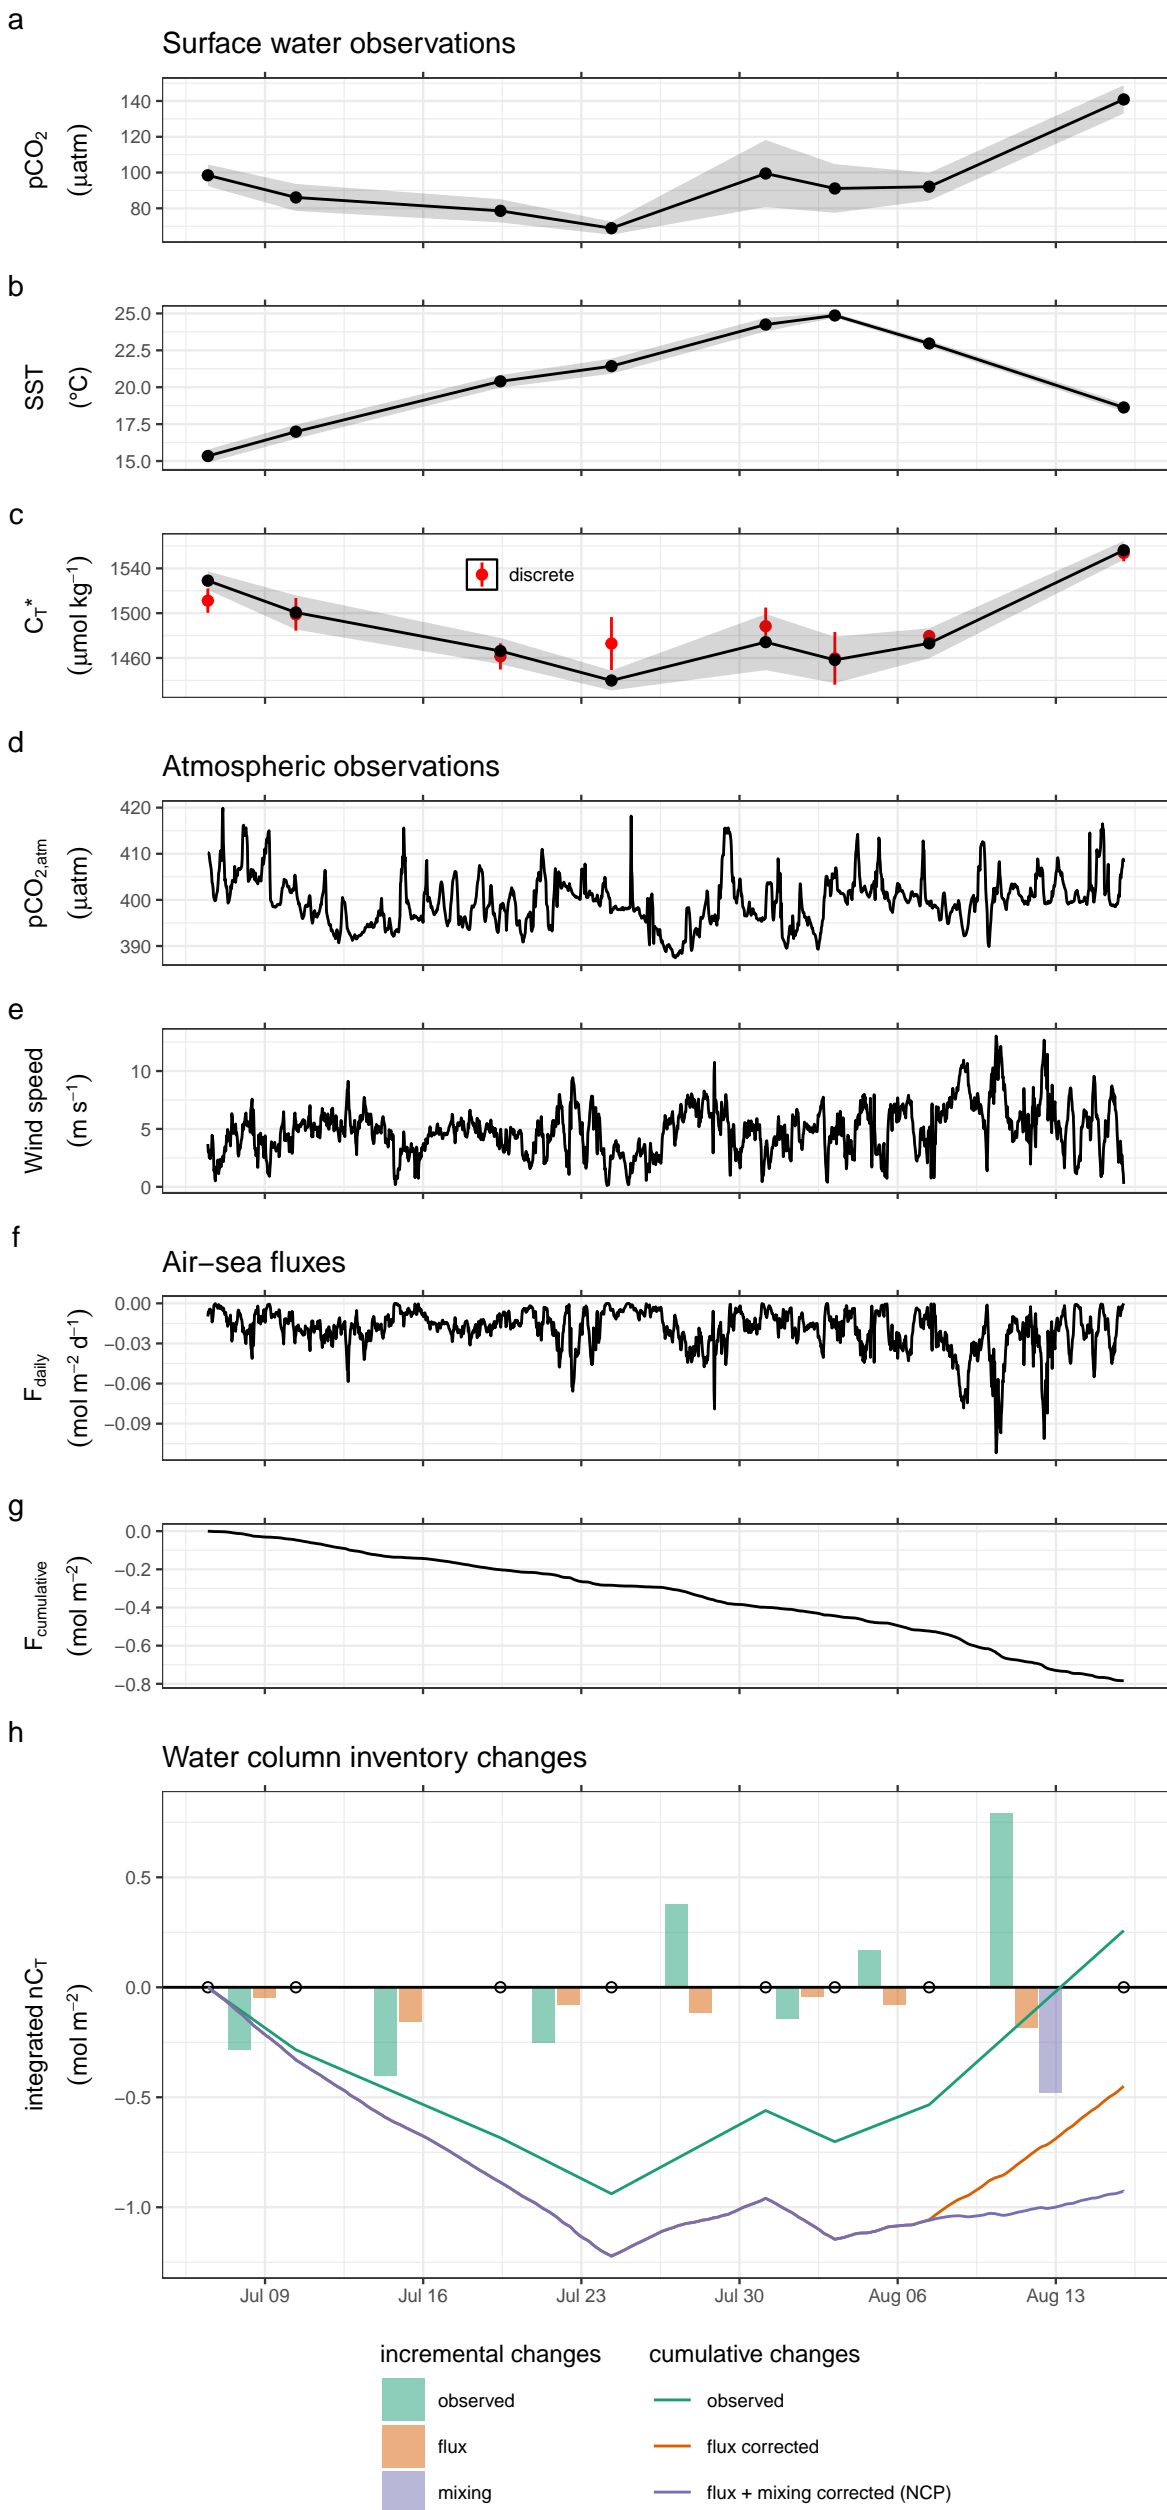 a
Surface water observations
pCO₂
(µatm)
140
120
100
80
b
SST
(°C)
25.0
22.5
20.0
17.5
15.0
c
C_T*
(µmol kg⁻¹)
1540
1500
1460
discrete
d
Atmospheric observations
pCO₂,atm
(µatm)
420
410
400
390
e
Wind speed
(m s⁻¹)
10
5
0
f
Air−sea fluxes
F_daily
(mol m⁻² d⁻¹)
0.00
−0.03
−0.06
−0.09
g
F_cumulative
(mol m⁻²)
0.0
−0.2
−0.4
−0.6
−0.8
h
Water column inventory changes
integrated nC_T
(mol m⁻²)
0.5
0.0
−0.5
−1.0
Jul 09 Jul 16 Jul 23 Jul 30 Aug 06 Aug 13
incremental changes
observed
flux
mixing
cumulative changes
observed
flux corrected
flux + mixing corrected (NCP)